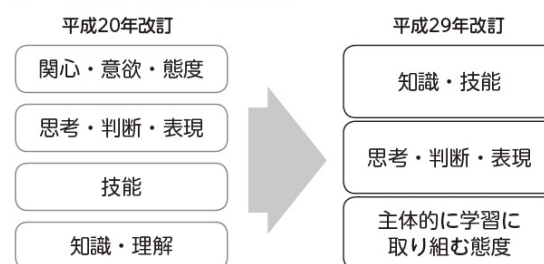 平成20年改訂
関心・意欲・態度
思考・判断・表現
技能
知識・理解
平成29年改訂
知識・技能
思考・判断・表現
主体的に学習に
取り組む態度